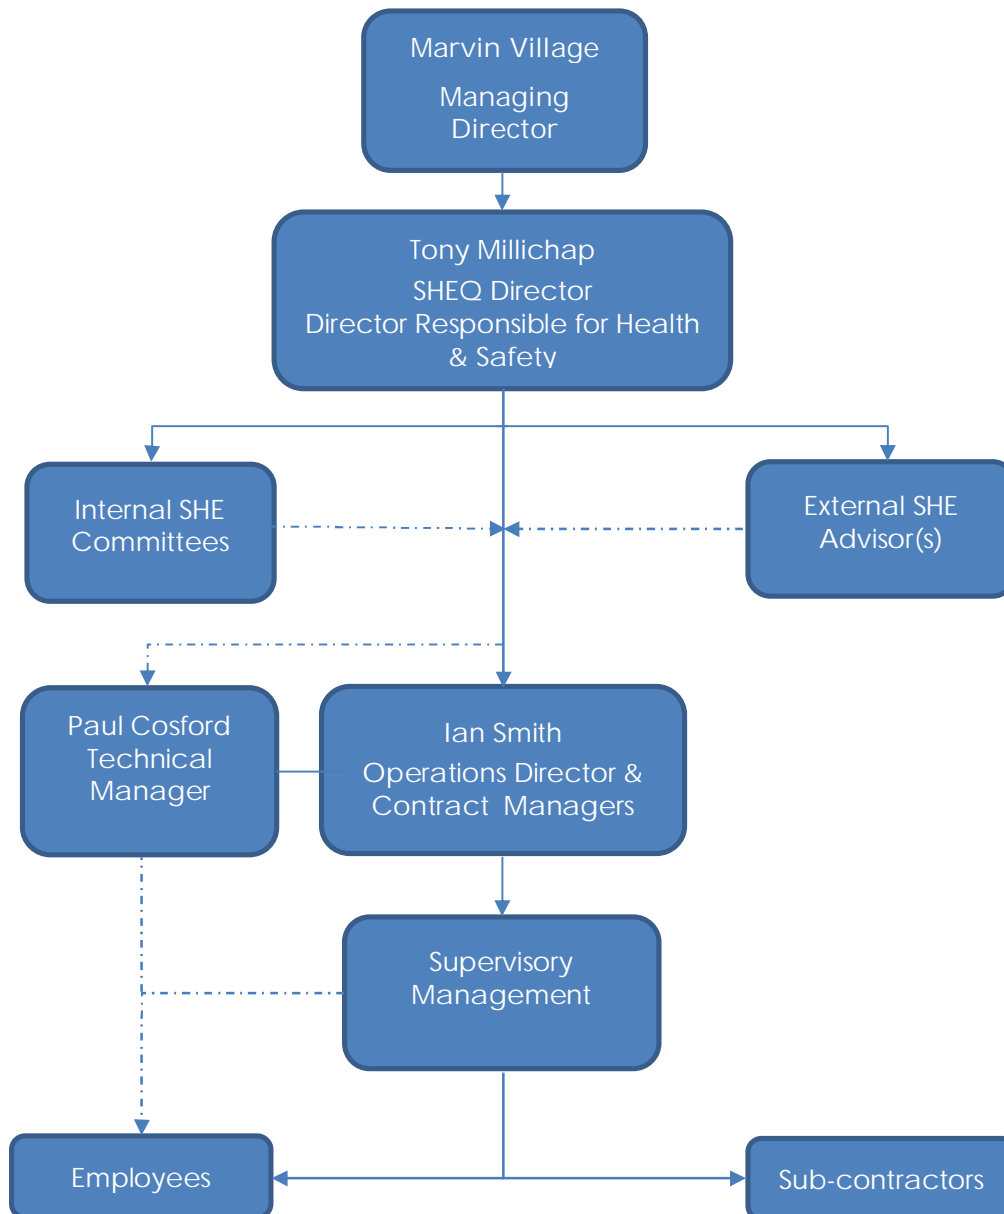 Marvin Village
Managing
Director
Tony Millichap
SHEQ Director
Director Responsible for Health
& Safety
Internal SHE
Committees
External SHE
Advisor(s)
Paul Cosford
Technical
Manager
Ian Smith
Operations Director &
Contract  Managers
Supervisory
Management
Employees
Sub-contractors